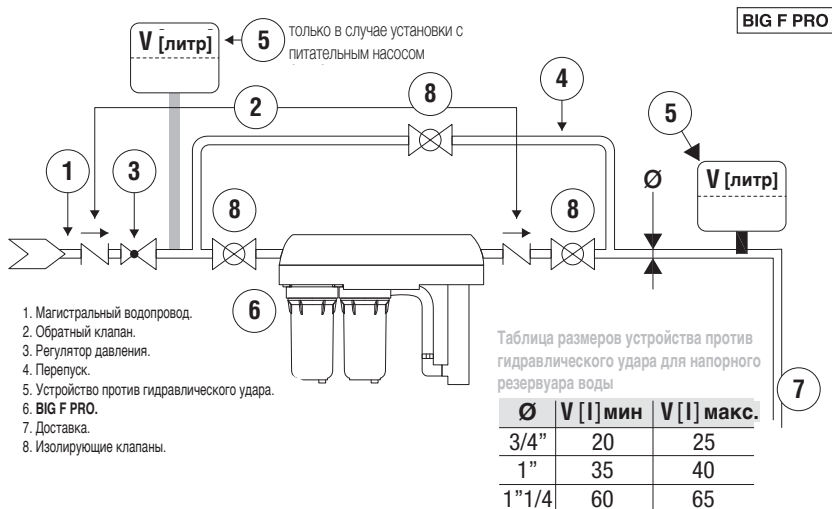 BIG F PRO
V [литр]
5
только в случае установки с
питательным насосом
2
8
4
5
1
3
8
8
Ø
V [литр]
6
1. Магистральный водопровод.
2. Обратный клапан.
3. Регулятор давления.
4. Перепуск.
5. Устройство против гидравлического удара.
6. BIG F PRO.
7. Доставка.
8. Изолирующие клапаны.
Таблица размеров устройства против
гидравлического удара для напорного
резервуара воды
7
Ø V [l] мин V [l] макс.
3/4” 20 25
1” 35 40
1”1/4 60 65